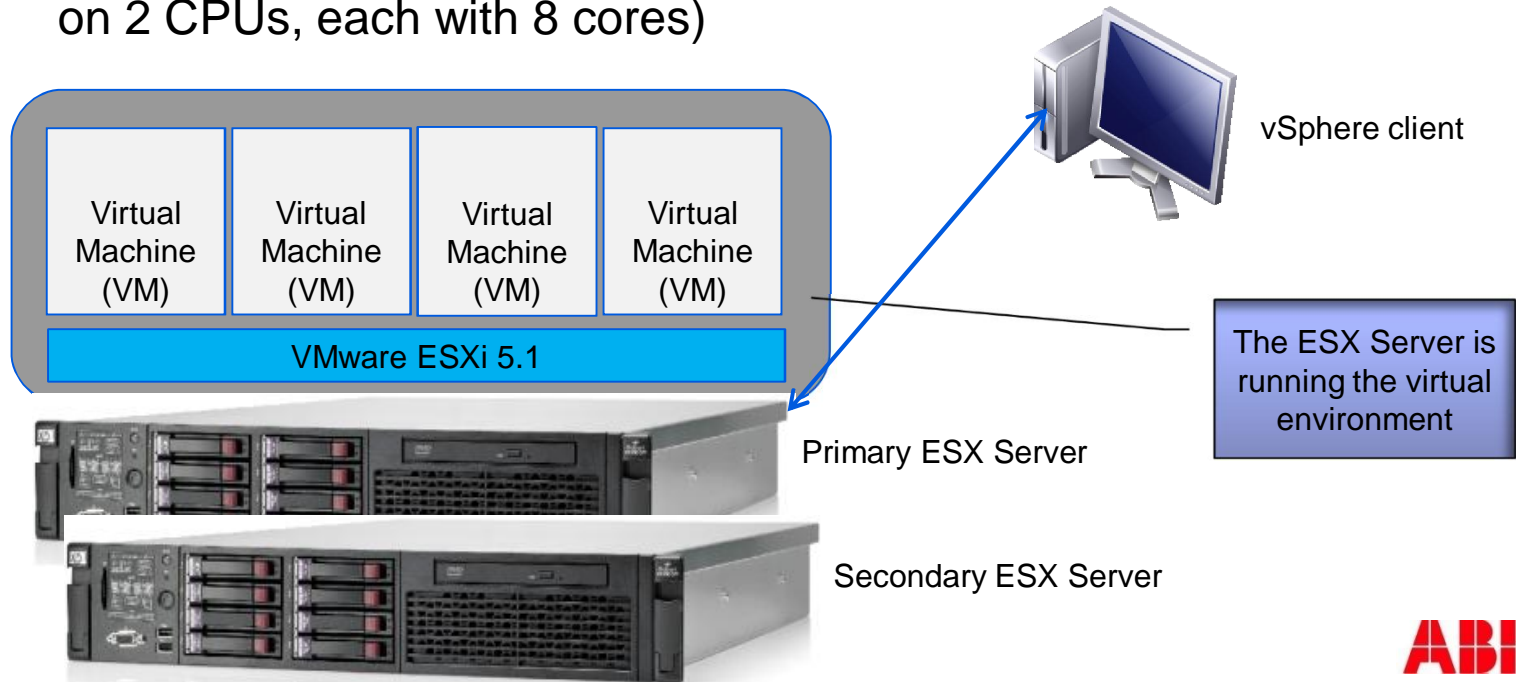 on 2 CPUs, each with 8 cores)
vSphere client
Virtual
Machine
(VM)
Virtual
Machine
(VM)
Virtual
Machine
(VM)
Virtual
Machine
(VM)
VMware ESXi 5.1
The ESX Server is
running the virtual
environment
Primary ESX Server
Secondary ESX Server